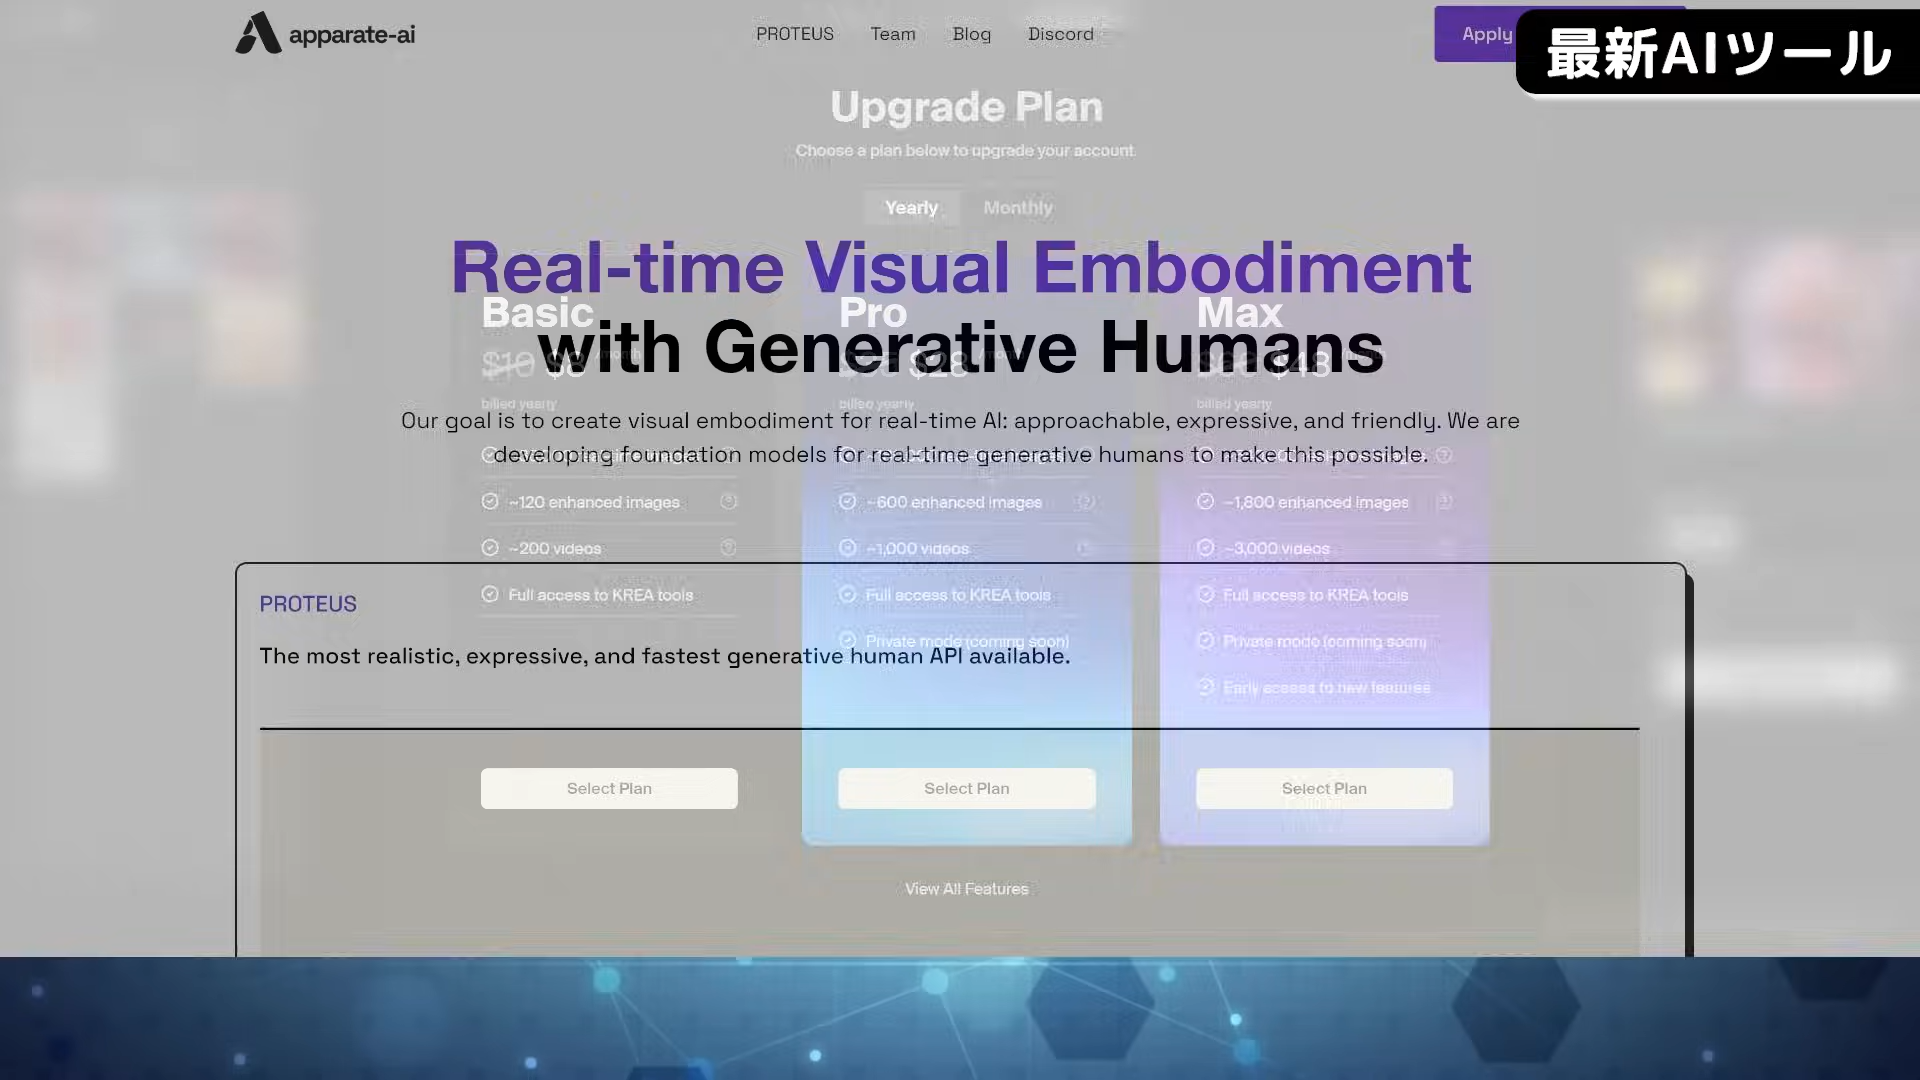 apparate-ai
PROTEUS Team Blog Discord
Apply
最新AIツール
Upgrade Plan
Choose a plan below to upgrade your account.
Yearly Monthly
Real-time Visual Embodiment
with Generative Humans
Basic Pro Max
$10 $8 /month
$28 /month
$48 /month
billed yearly
billed yearly
billed yearly
Our goal is to create visual embodiment for real-time AI: approachable, expressive, and friendly. We are
developing foundation models for real-time generative humans to make this possible.
~120 enhanced images
~600 enhanced images
~1,800 enhanced images
~200 videos
~1,000 videos
~3,000 videos
Full access to KREA tools
Full access to KREA tools
Full access to KREA tools
PROTEUS
Private mode (coming soon)
Private mode (coming soon)
The most realistic, expressive, and fastest generative human API available.
Early access to new features
Select Plan
Select Plan
Select Plan
View All Features